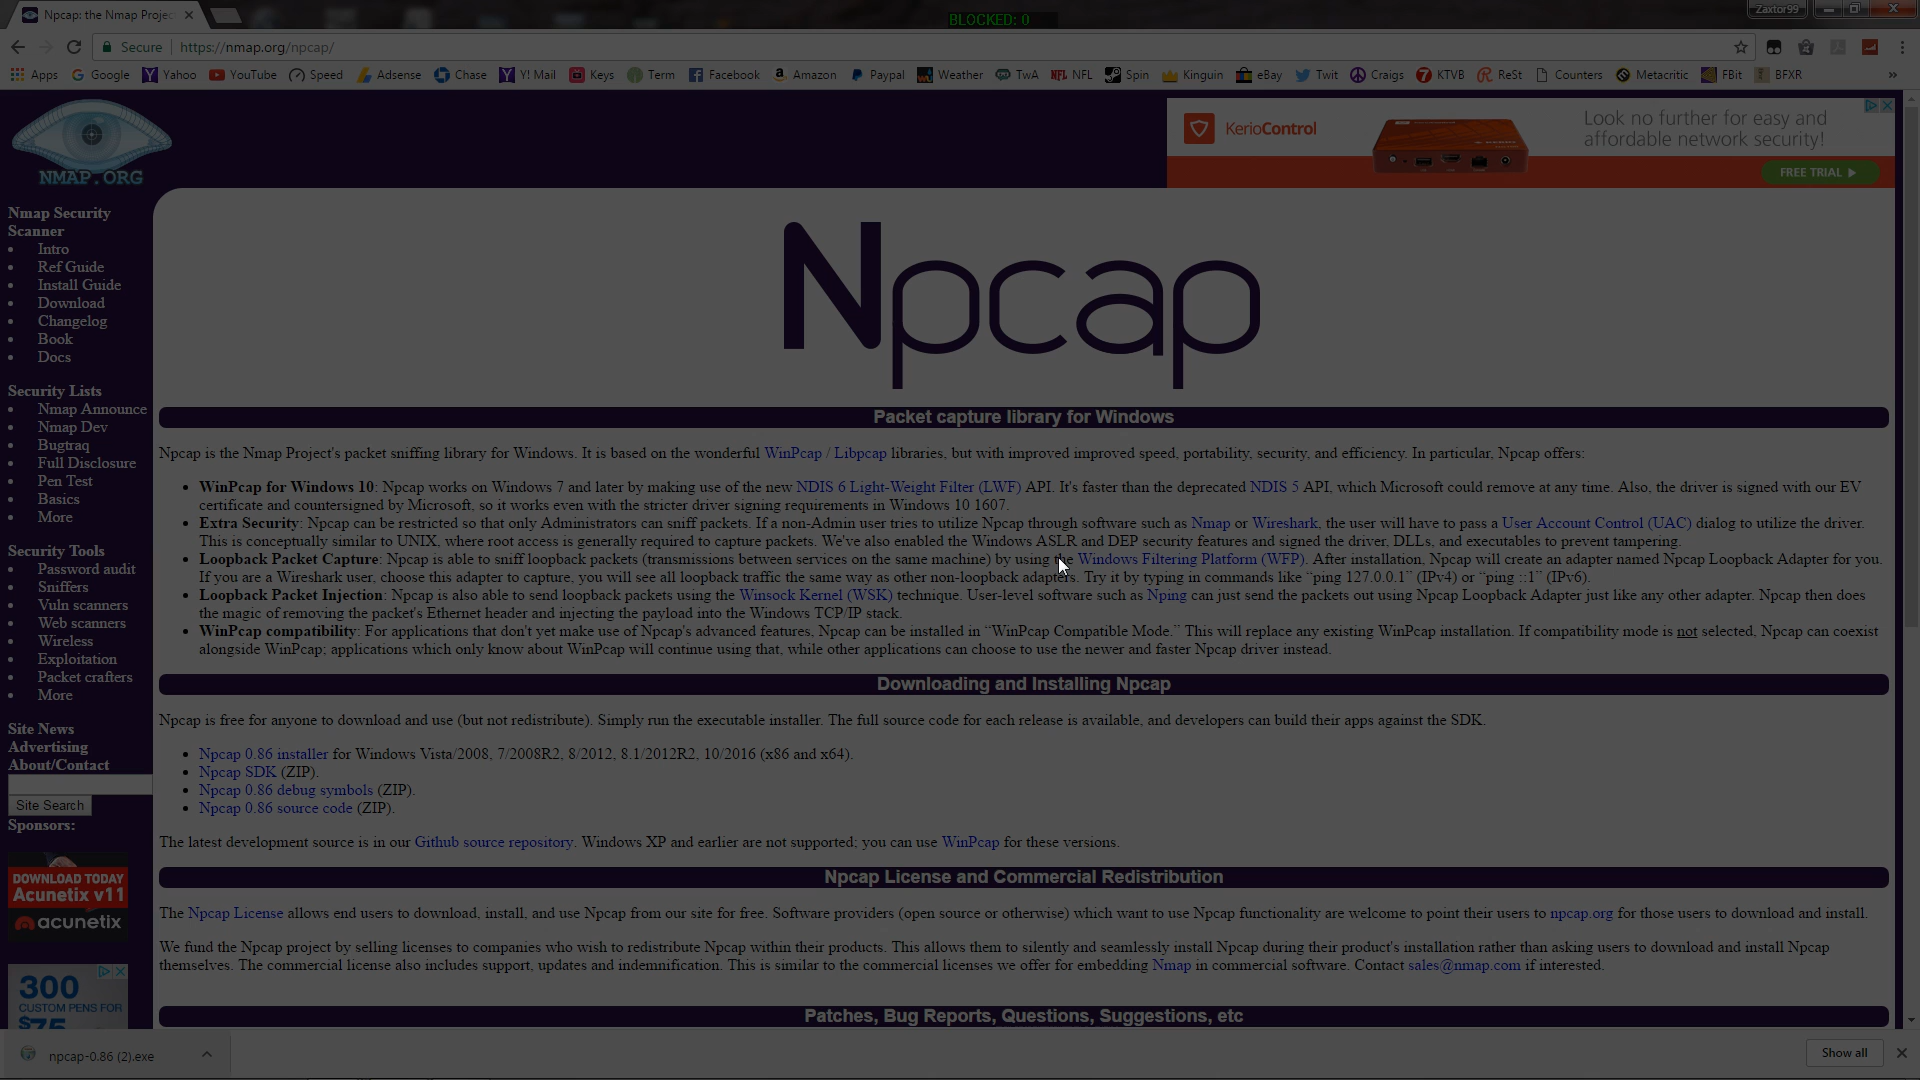 Npcap: the Nmap Projec
BLOCKED: 0
Zaxtor99
Secure
https://nmap.org/npcap/
Apps Google Yahoo YouTube Speed Adsense Chase Y! Mail Keys Term Facebook Amazon Paypal Weather TwA NFL Spin Kinguin eBay Twit Craigs KTVB ReSt Counters Metacritic FBit BFXR »
NMAP.ORG
KerioControl
Look no further for easy and
affordable network security!
FREE TRIAL
Nmap Security
Scanner
• Intro
• Ref Guide
• Install Guide
• Download
• Changelog
• Book
• Docs
Security Lists
• Nmap Announce
• Nmap Dev
• Bugtraq
• Full Disclosure
• Pen Test
• Basics
• More
Security Tools
• Password audit
• Sniffers
• Vuln scanners
• Web scanners
• Wireless
• Exploitation
• Packet crafters
• More
Site News
Advertising
About/Contact
Site Search
Sponsors:
DOWNLOAD TODAY
Acunetix v11
acunetix
300
CUSTOM PENS FOR
$75
Npcap
Packet capture library for Windows
Npcap is the Nmap Project's packet sniffing library for Windows. It is based on the wonderful WinPcap / Libpcap libraries, but with improved improved speed, portability, security, and efficiency. In particular, Npcap offers:
• WinPcap for Windows 10: Npcap works on Windows 7 and later by making use of the new NDIS 6 Light-Weight Filter (LWF) API. It's faster than the deprecated NDIS 5 API, which Microsoft could remove at any time. Also, the driver is signed with our EV
certificate and countersigned by Microsoft, so it works even with the stricter driver signing requirements in Windows 10 1607.
• Extra Security: Npcap can be restricted so that only Administrators can sniff packets. If a non-Admin user tries to utilize Npcap through software such as Nmap or Wireshark, the user will have to pass a User Account Control (UAC) dialog to utilize the driver.
This is conceptually similar to UNIX, where root access is generally required to capture packets. We've also enabled the Windows ASLR and DEP security features and signed the driver, DLLs, and executables to prevent tampering.
• Loopback Packet Capture: Npcap is able to sniff loopback packets (transmissions between services on the same machine) by using the Windows Filtering Platform (WFP). After installation, Npcap will create an adapter named Npcap Loopback Adapter for you.
If you are a Wireshark user, choose this adapter to capture, you will see all loopback traffic the same way as other non-loopback adapters. Try it by typing in commands like “ping 127.0.0.1” (IPv4) or “ping ::1” (IPv6).
• Loopback Packet Injection: Npcap is also able to send loopback packets using the Winsock Kernel (WSK) technique. User-level software such as Nping can just send the packets out using Npcap Loopback Adapter just like any other adapter. Npcap then does
the magic of removing the packet's Ethernet header and injecting the payload into the Windows TCP/IP stack.
• WinPcap compatibility: For applications that don't yet make use of Npcap's advanced features, Npcap can be installed in “WinPcap Compatible Mode.” This will replace any existing WinPcap installation. If compatibility mode is not selected, Npcap can coexist
alongside WinPcap; applications which only know about WinPcap will continue using that, while other applications can choose to use the newer and faster Npcap driver instead.
Downloading and Installing Npcap
Npcap is free for anyone to download and use (but not redistribute). Simply run the executable installer. The full source code for each release is available, and developers can build their apps against the SDK.
• Npcap 0.86 installer for Windows Vista/2008, 7/2008R2, 8/2012, 8.1/2012R2, 10/2016 (x86 and x64).
• Npcap SDK (ZIP).
• Npcap 0.86 debug symbols (ZIP).
• Npcap 0.86 source code (ZIP).
The latest development source is in our Github source repository. Windows XP and earlier are not supported; you can use WinPcap for these versions.
Npcap License and Commercial Redistribution
The Npcap License allows end users to download, install, and use Npcap from our site for free. Software providers (open source or otherwise) which want to use Npcap functionality are welcome to point their users to npcap.org for those users to download and install.
We fund the Npcap project by selling licenses to companies who wish to redistribute Npcap within their products. This allows them to silently and seamlessly install Npcap during their product's installation rather than asking users to download and install Npcap
themselves. The commercial license also includes support, updates and indemnification. This is similar to the commercial licenses we offer for embedding Nmap in commercial software. Contact sales@nmap.com if interested.
Patches, Bug Reports, Questions, Suggestions, etc
npcap-0.86 (2).exe
Show all